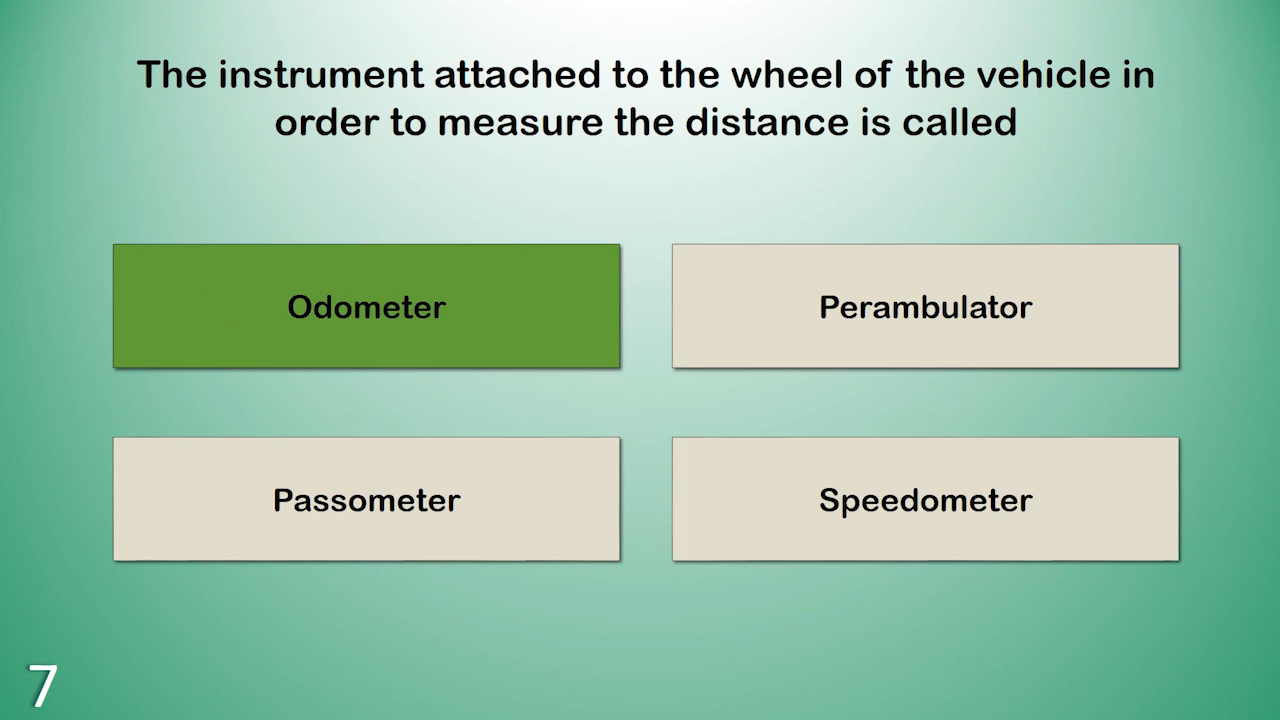 The instrument attached to the wheel of the vehicle in
order to measure the distance is called
Odometer
Perambulator
Passometer
Speedometer
7